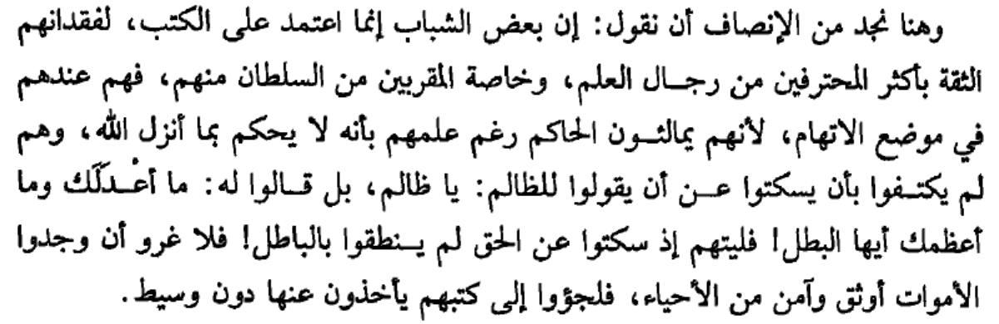 وهنا نجد من الإنصاف أن نقول: إن بعض الشباب إنما اعتمد على الكتب، لفقدانهم
الثقة بأكثر المحترفين من رجال العلم، وخاصة المقربين من السلطان منهم، فهم عندهم
في موضع الاتهام، لأنهم يمالئون الحاكم رغم علمهم بأنه لا يحكم بما أنزل الله، وهم
لم يكتفوا بأن يسكتوا عن أن يقولوا للظالم: يا ظالم، بل قالوا له: ما أعْدَلَك وما
أعظمك أيها البطل! فليتهم إذ سكتوا عن الحق لم ينطقوا بالباطل! فلا غرو أن وجدوا
الأموات أوثق وآمن من الأحياء، فلجؤوا إلى كتبهم يأخذون عنها دون وسيط.